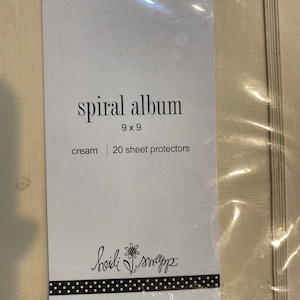 spiral album
9 x 9
cream | 20 sheet protectors
heidi swapp